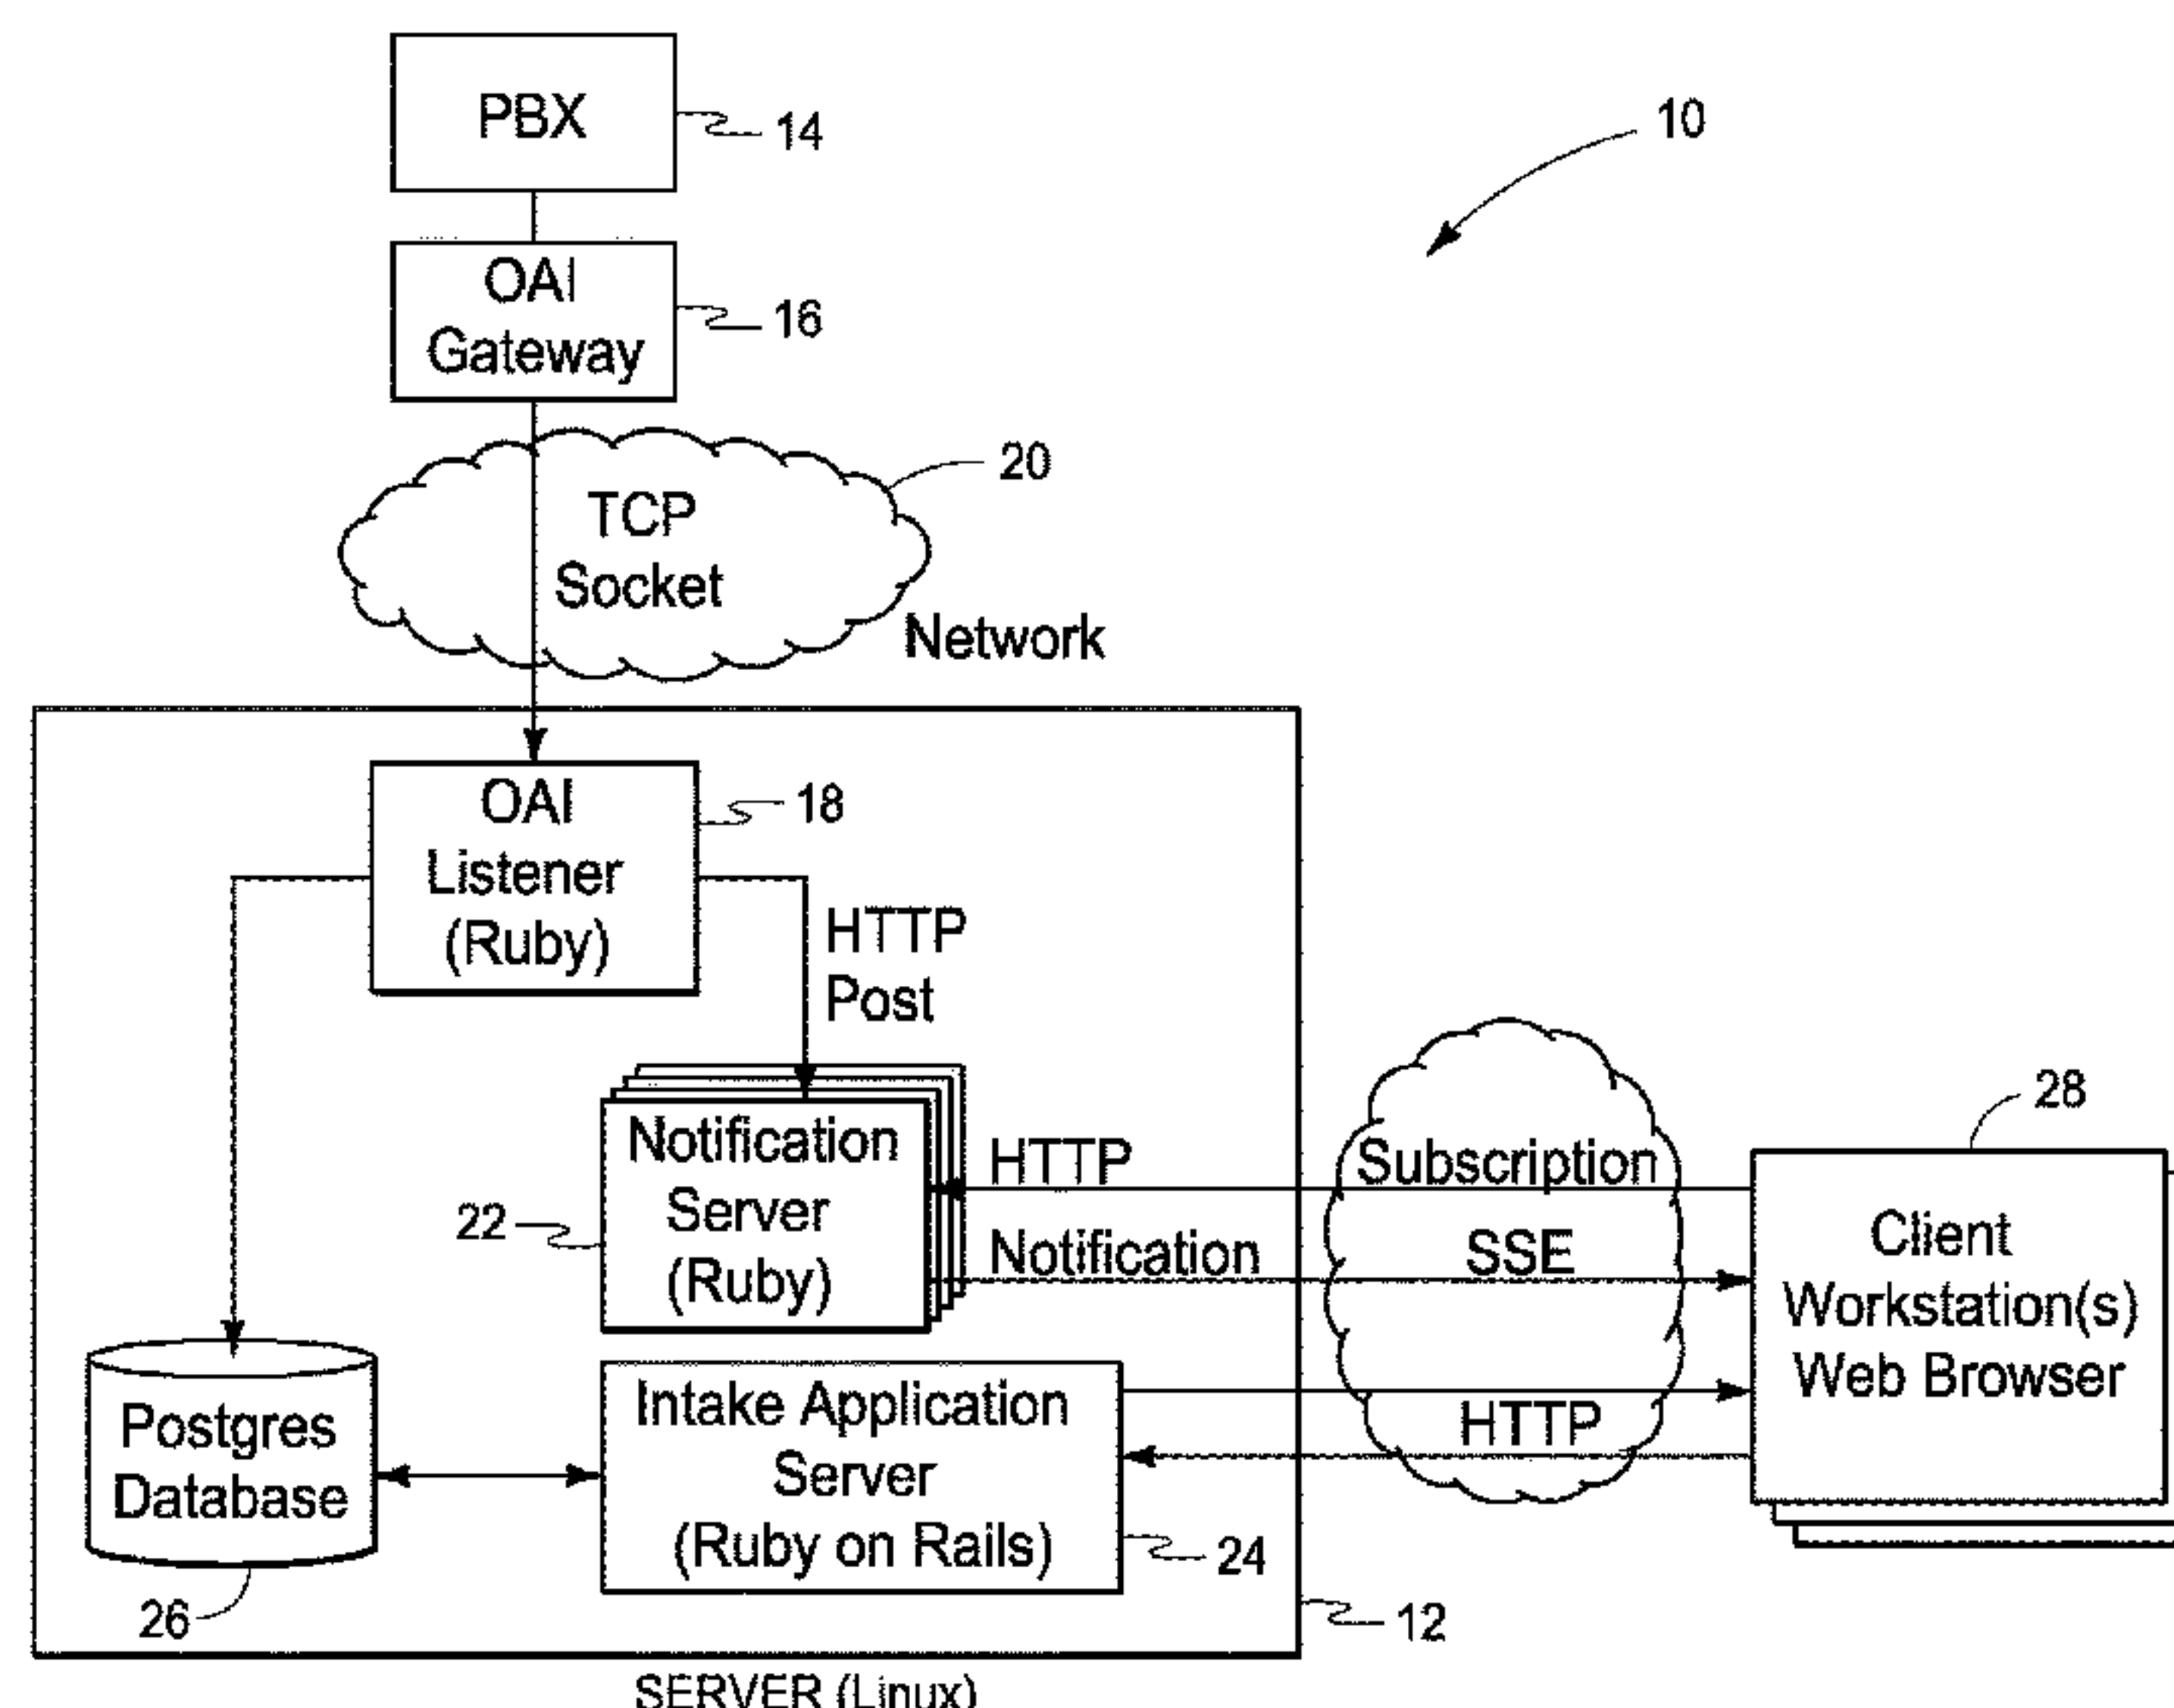 PBX
14
10
OAI
Gateway
16
20
TCP
Socket
Network
OAI
Listener
(Ruby)
18
HTTP
Post
Notification
Server
(Ruby)
22
HTTP
Subscription
Notification
SSE
28
Client
Workstation(s)
Web Browser
Postgres
Database
26
Intake Application
Server
(Ruby on Rails)
24
HTTP
12
SERVER (Linux)